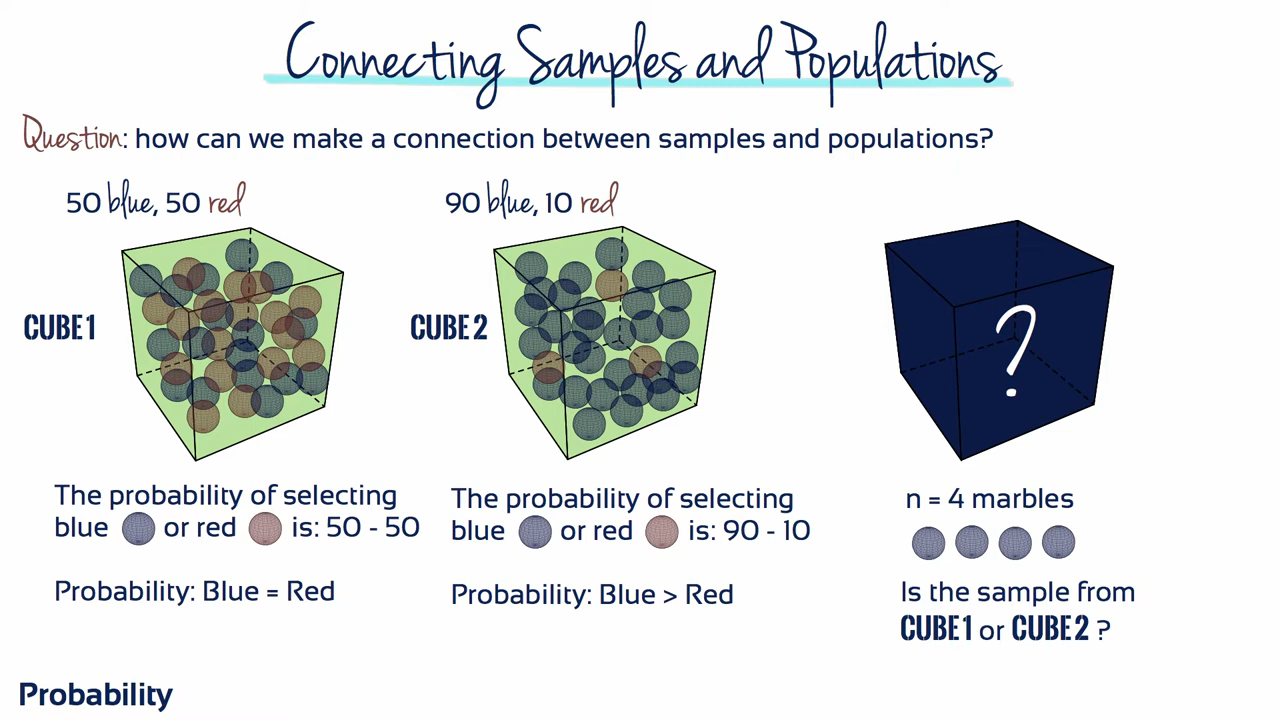 Connecting Samples and Populations
Question: how can we make a connection between samples and populations?
50 blue, 50 red
CUBE 1
The probability of selecting
blue or red is: 50 - 50
Probability: Blue = Red
90 blue, 10 red
CUBE 2
The probability of selecting
blue or red is: 90 - 10
Probability: Blue > Red
?
n = 4 marbles
Is the sample from
CUBE 1 or CUBE 2 ?
Probability